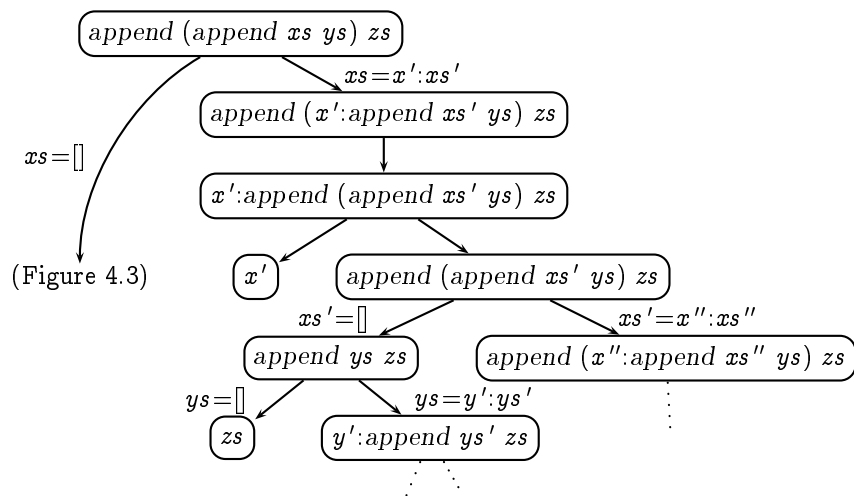 append (append xs ys) zs
xs=x':xs'
append (x':append xs' ys) zs
xs=[]
x':append (append xs' ys) zs
(Figure 4.3)
x'
append (append xs' ys) zs
xs'=[]
xs'=x'':xs''
append ys zs
append (x'':append xs'' ys) zs
ys=[]
ys=y':ys'
zs
y':append ys' zs